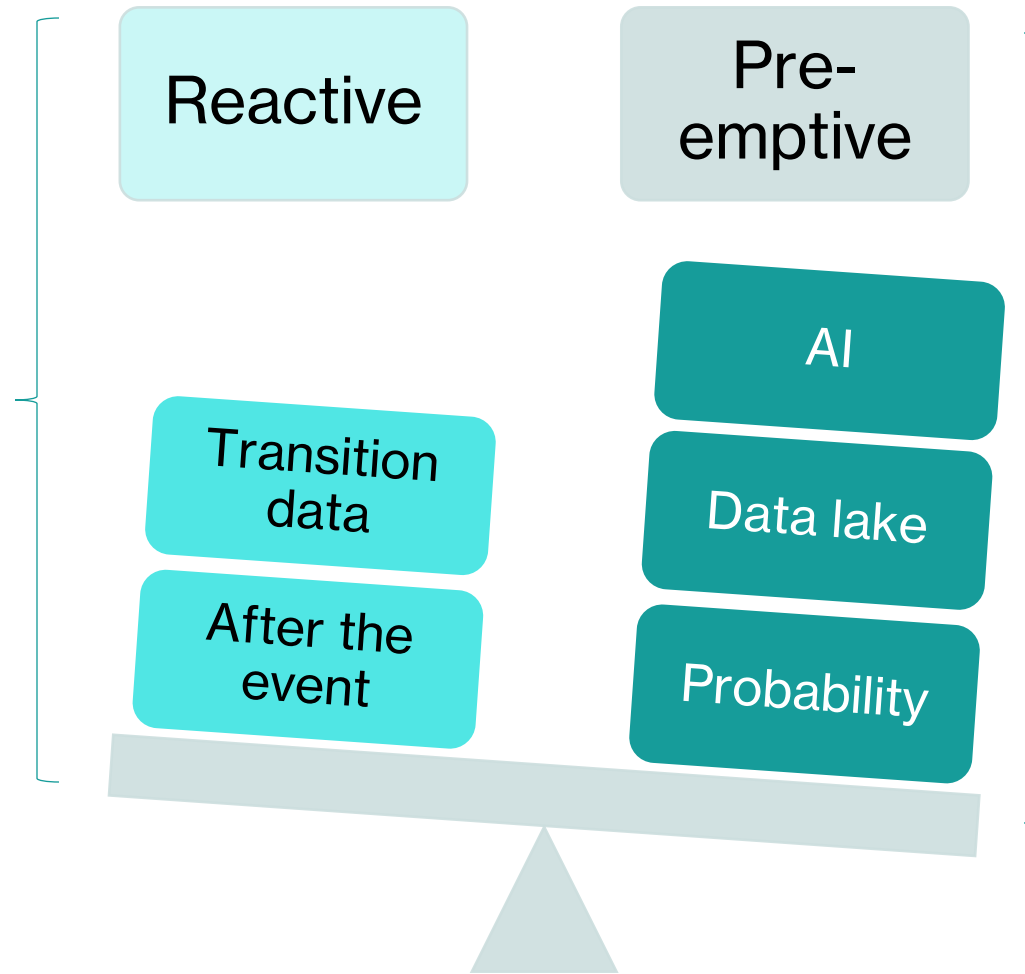 Reactive
Pre-
emptive
Transition
data
After the
event
AI
Data lake
Probability